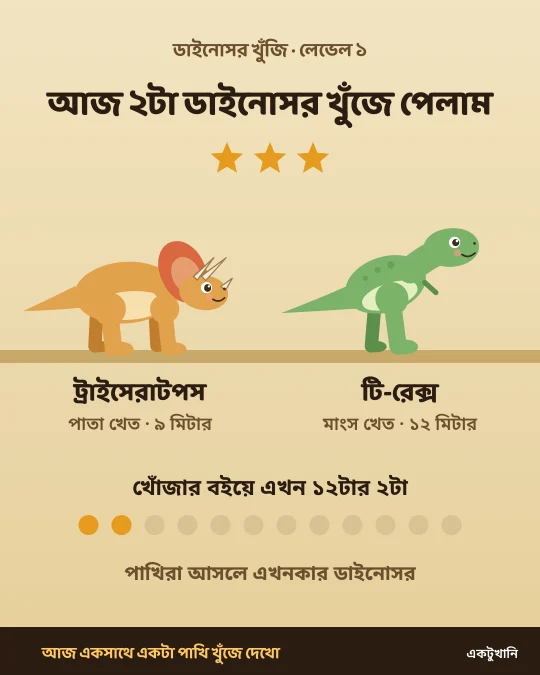 ডাইনোসর খুঁজি · লেভেল ১
আজ ২টা ডাইনোসর খুঁজে পেলাম
ট্রাইসেরাটপস
পাতা খেত · ৯ মিটার
টি-রেক্স
মাংস খেত · ১২ মিটার
খোঁজার বইয়ে এখন ১২টার ২টা
পাখিরা আসলে এখনকার ডাইনোসর
আজ একসাথে একটা পাখি খুঁজে দেখো
একটুখানি